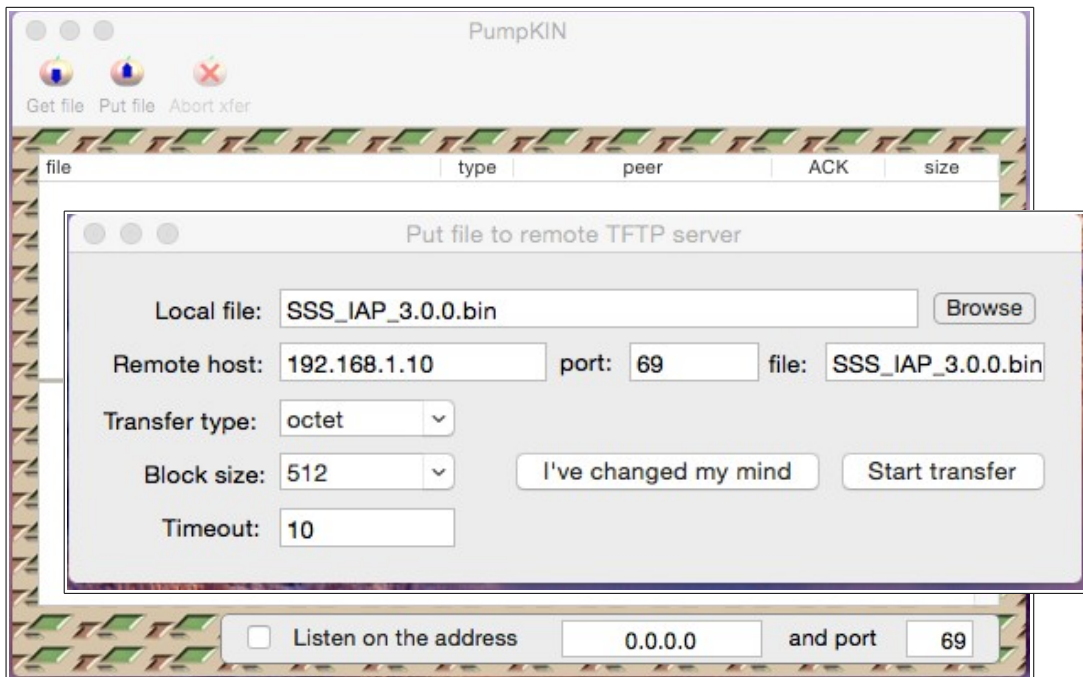 PumpKIN
Get file Put file Abort xfer
file type peer ACK size
Put file to remote TFTP server
Local file: SSS_IAP_3.0.0.bin Browse
Remote host: 192.168.1.10 port: 69 file: SSS_IAP_3.0.0.bin
Transfer type: octet
Block size: 512 I've changed my mind Start transfer
Timeout: 10
Listen on the address 0.0.0.0 and port 69